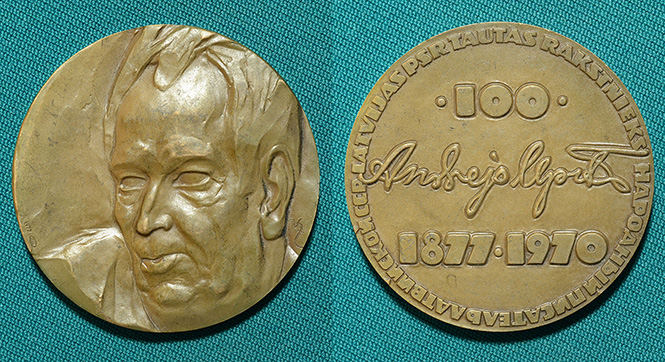 LATVIJAS PSR TAUTAS RAKSTNIEKS
НАРОДНЫЙ ПИСАТЕЛЬ ЛАТВИЙСКОЙ ССР
·100·
Andrejs Upīts
1877·1970